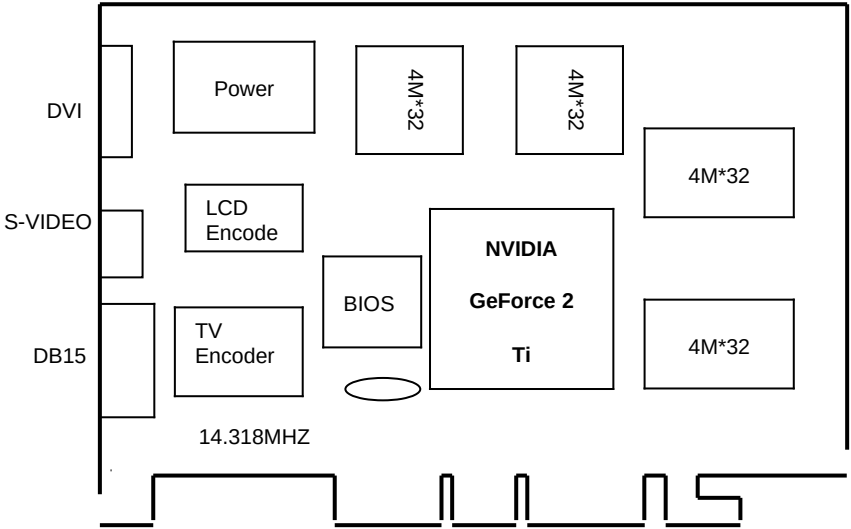 DVI
Power
4M*32
4M*32
4M*32
S-VIDEO
LCD
Encode
NVIDIA
GeForce 2
Ti
BIOS
DB15
TV
Encoder
4M*32
14.318MHZ